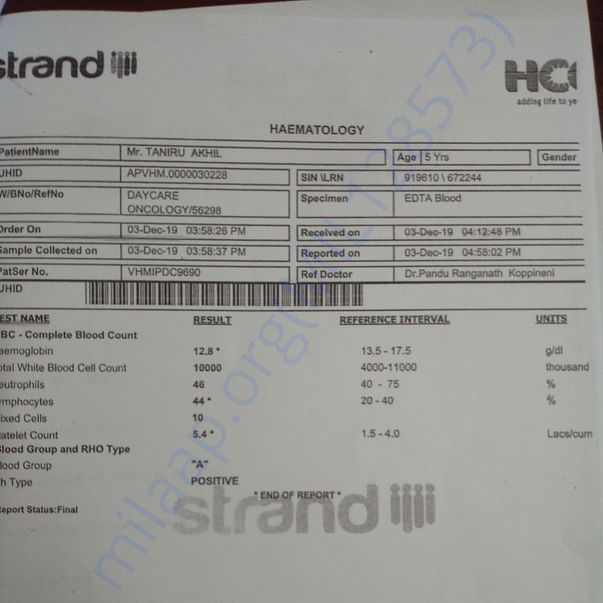 strand
HC
adding life to ye
HAEMATOLOGY
PatientName Mr. TANIRU AKHIL Age 5 Yrs Gender
UHID APVHM.0000030228 SIN \LRN 919610 \ 672244
W/BNo/RefNo DAYCARE ONCOLOGY/56298 Specimen EDTA Blood
Order On 03-Dec-19 03:58:26 PM Received on 03-Dec-19 04:12:48 PM
Sample Collected on 03-Dec-19 03:58:37 PM Reported on 03-Dec-19 04:58:02 PM
PatSer No. VHMIPDC9690 Ref Doctor Dr.Pandu Ranganath Koppineni
UHID
EST NAME RESULT REFERENCE INTERVAL UNITS
BC - Complete Blood Count
aemoglobin 12.8 * 13.5 - 17.5 g/dl
otal White Blood Cell Count 10000 4000-11000 thousand
eutrophils 46 40 - 75 %
ymphocytes 44 * 20 - 40 %
ixed Cells 10
latelet Count 5.4 * 1.5 - 4.0 Lacs/cum
Blood Group and RHO Type
lood Group "A"
h Type POSITIVE
* END OF REPORT *
eport Status:Final
strand